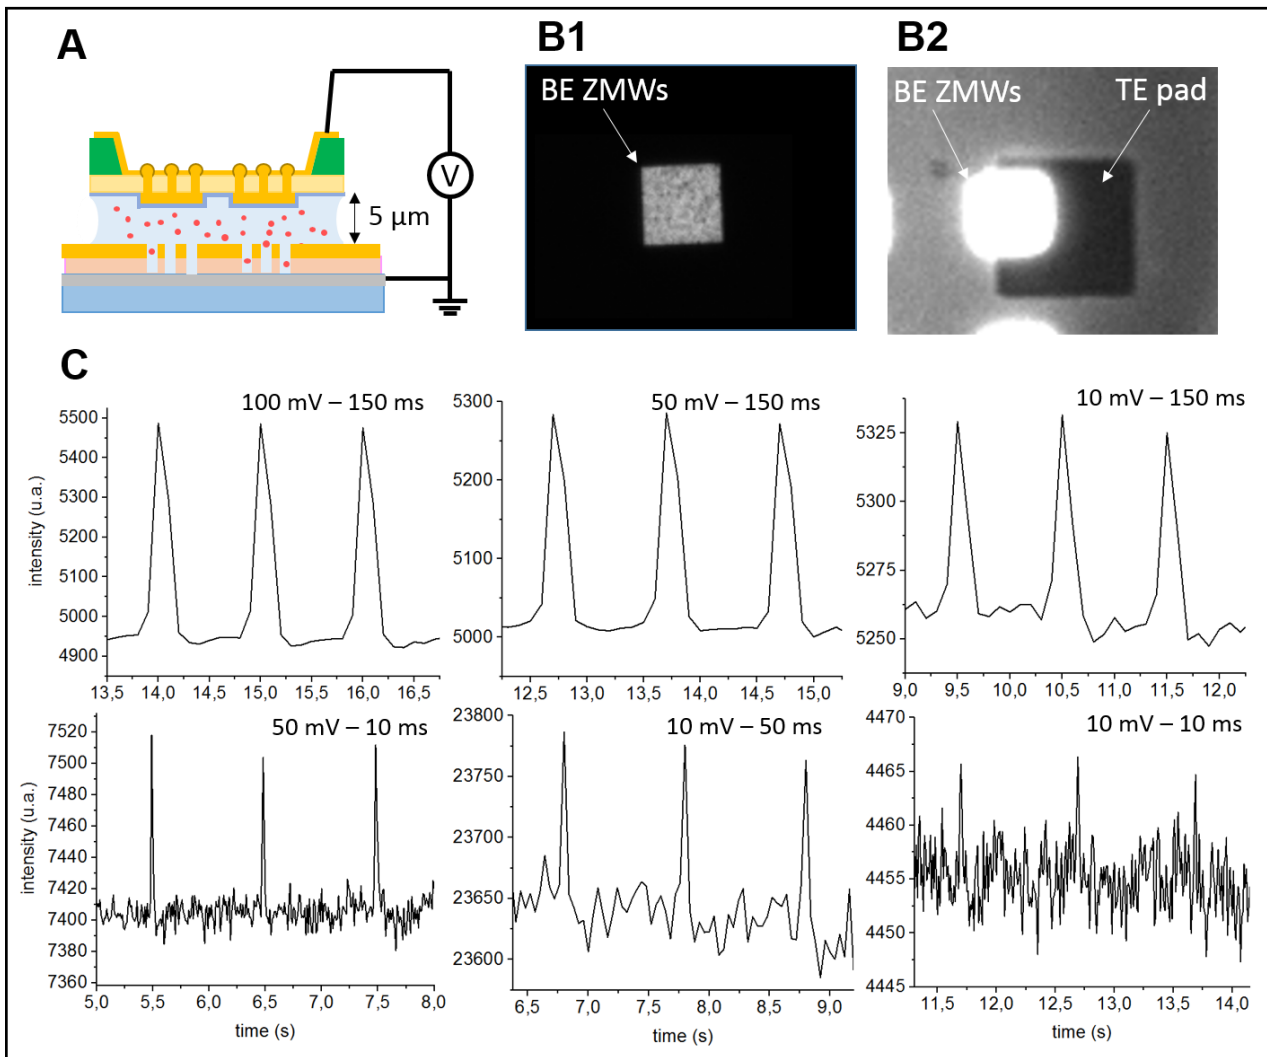 A
B1
B2
V
5 µm
BE ZMWs
BE ZMWs
TE pad
C
100 mV – 150 ms
5500
5400
5300
5200
5100
5000
4900
intensity (u.a.)
13,5 14,0 14,5 15,0 15,5 16,0 16,5
50 mV – 150 ms
5300
5200
5100
5000
12,5 13,0 13,5 14,0 14,5 15,0
10 mV – 150 ms
5325
5300
5275
5250
9,0 9,5 10,0 10,5 11,0 11,5 12,0
50 mV – 10 ms
7520
7500
7480
7460
7440
7420
7400
7380
7360
intensity (u.a.)
5,0 5,5 6,0 6,5 7,0 7,5 8,0
time (s)
10 mV – 50 ms
23800
23750
23700
23650
23600
6,5 7,0 7,5 8,0 8,5 9,0
time (s)
10 mV – 10 ms
4470
4465
4460
4455
4450
4445
11,5 12,0 12,5 13,0 13,5 14,0
time (s)